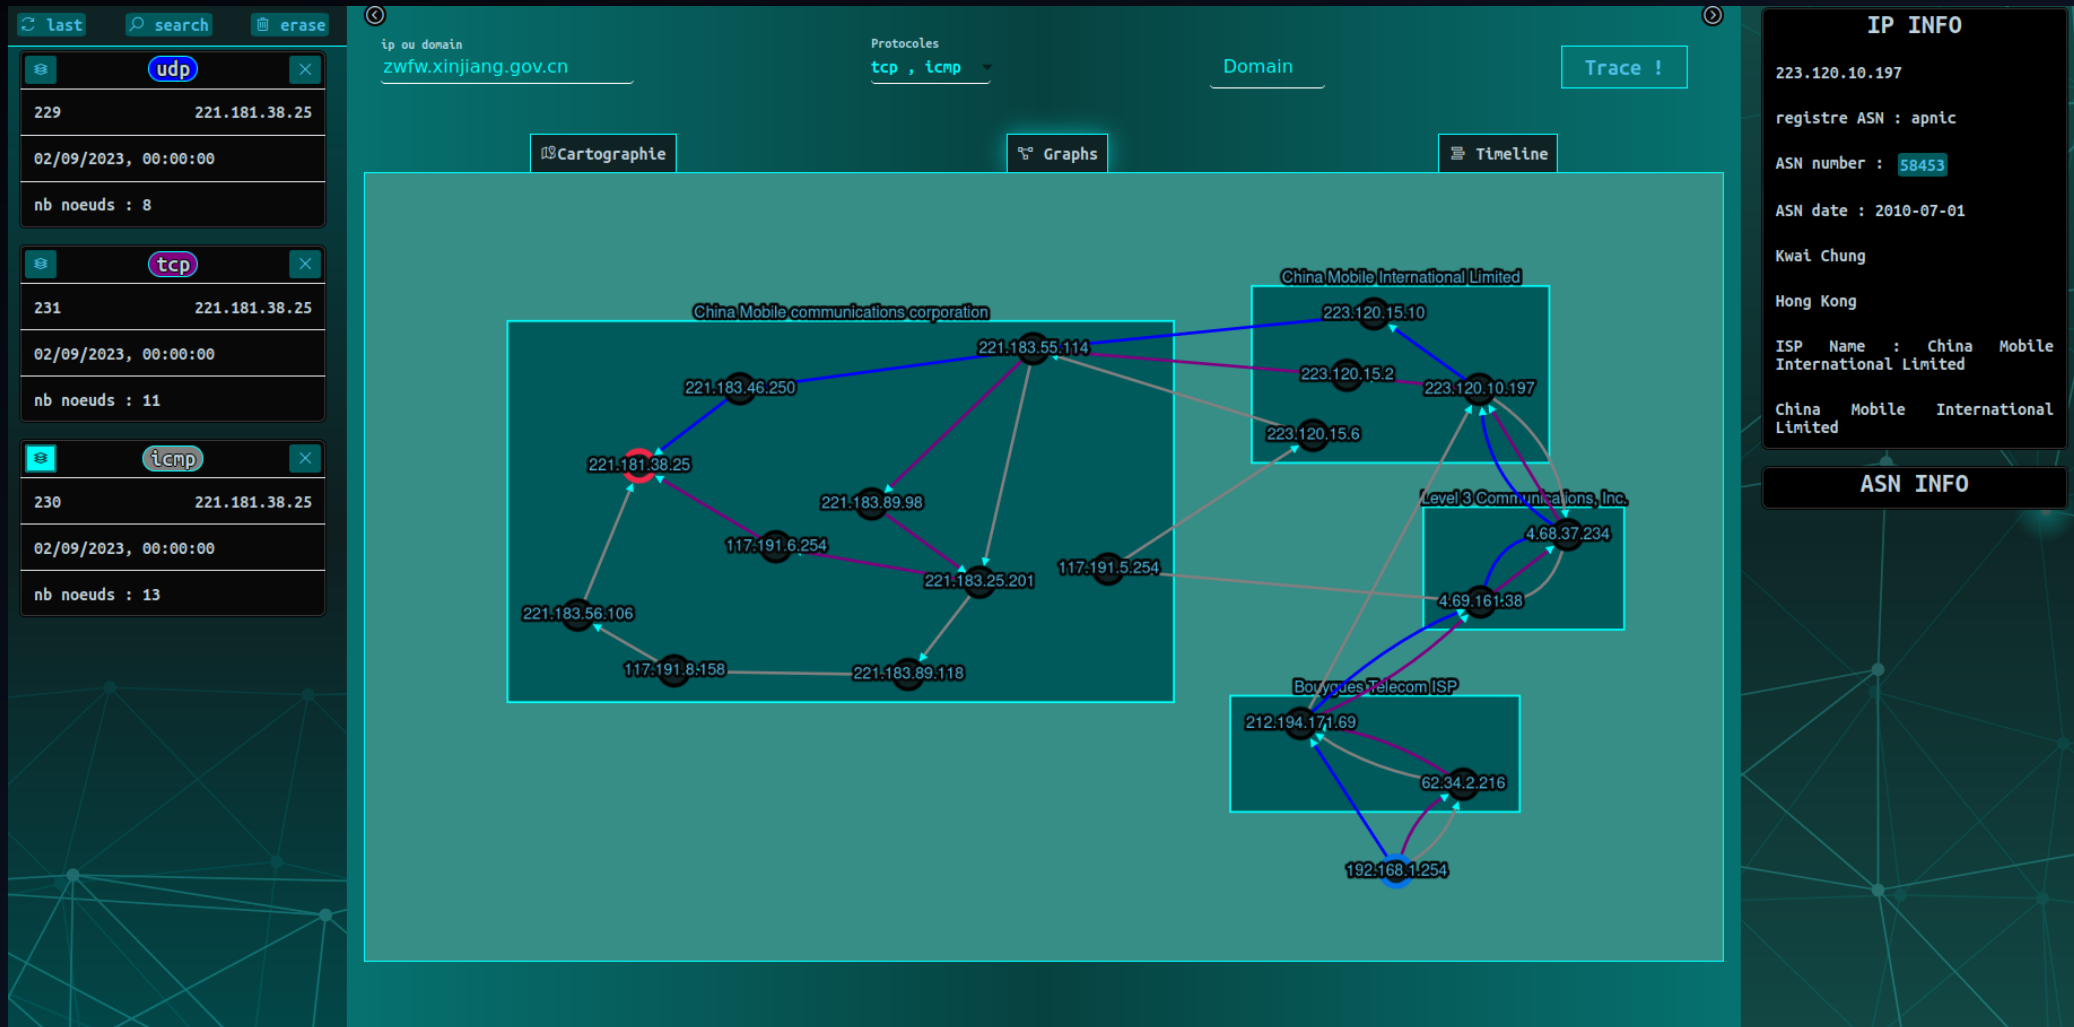 last search erase
udp
229 221.181.38.25
02/09/2023, 00:00:00
nb noeuds : 8
tcp
231 221.181.38.25
02/09/2023, 00:00:00
nb noeuds : 11
icmp
230 221.181.38.25
02/09/2023, 00:00:00
nb noeuds : 13
ip ou domain
zwfw.xinjiang.gov.cn
Protocoles
tcp , icmp
Domain
Trace !
Cartographie
Graphs
Timeline
China Mobile International Limited
223.120.15.10
223.120.15.2
223.120.10.197
223.120.15.6
China Mobile communications corporation
221.183.55.114
221.183.46.250
221.181.38.25
221.183.89.98
117.191.6.254
221.183.25.201
117.191.5.254
221.183.56.106
117.191.8.158
221.183.89.118
Level 3 Communications, Inc.
4.68.37.234
4.69.161.38
Bouygues Telecom ISP
212.194.171.69
62.34.2.216
192.168.1.254
IP INFO
223.120.10.197
registre ASN : apnic
ASN number : 58453
ASN date : 2010-07-01
Kwai Chung
Hong Kong
ISP Name : China Mobile
International Limited
China Mobile International
Limited
ASN INFO